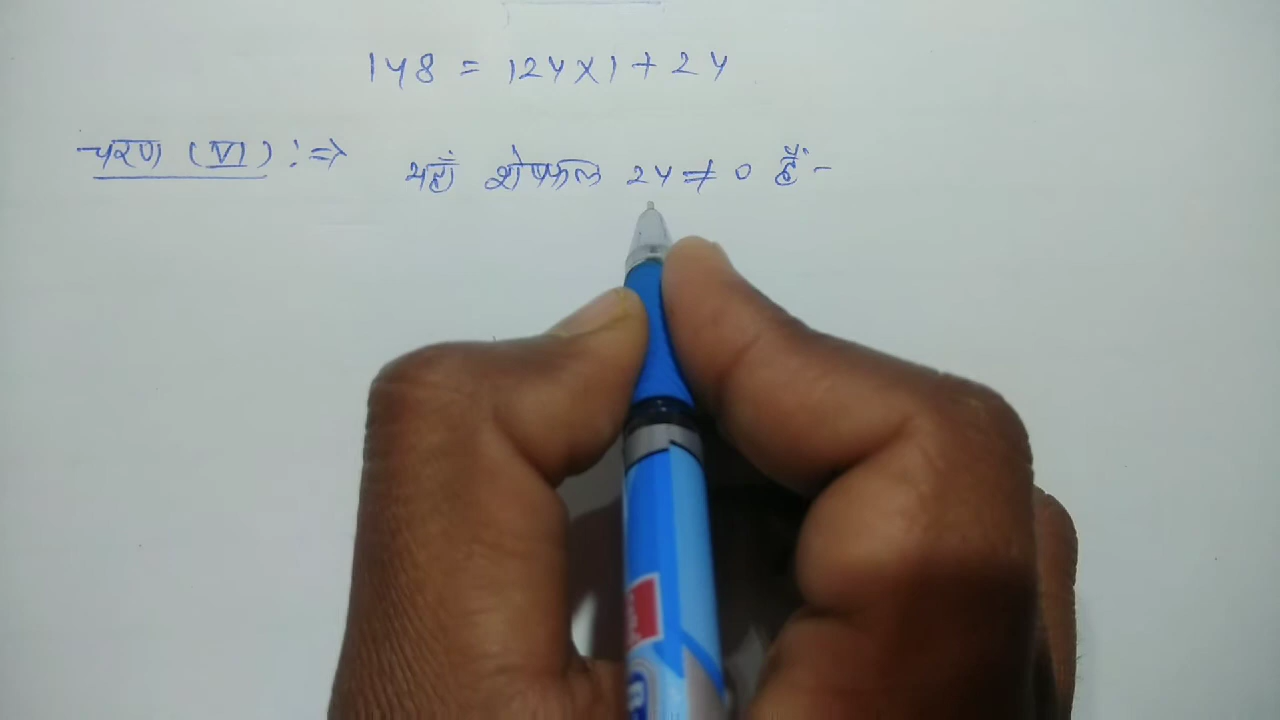 148 = 124 × 1 + 24
चरण (VI) :⇒ यहाँ शेषफल 24 ≠ 0 हैं -